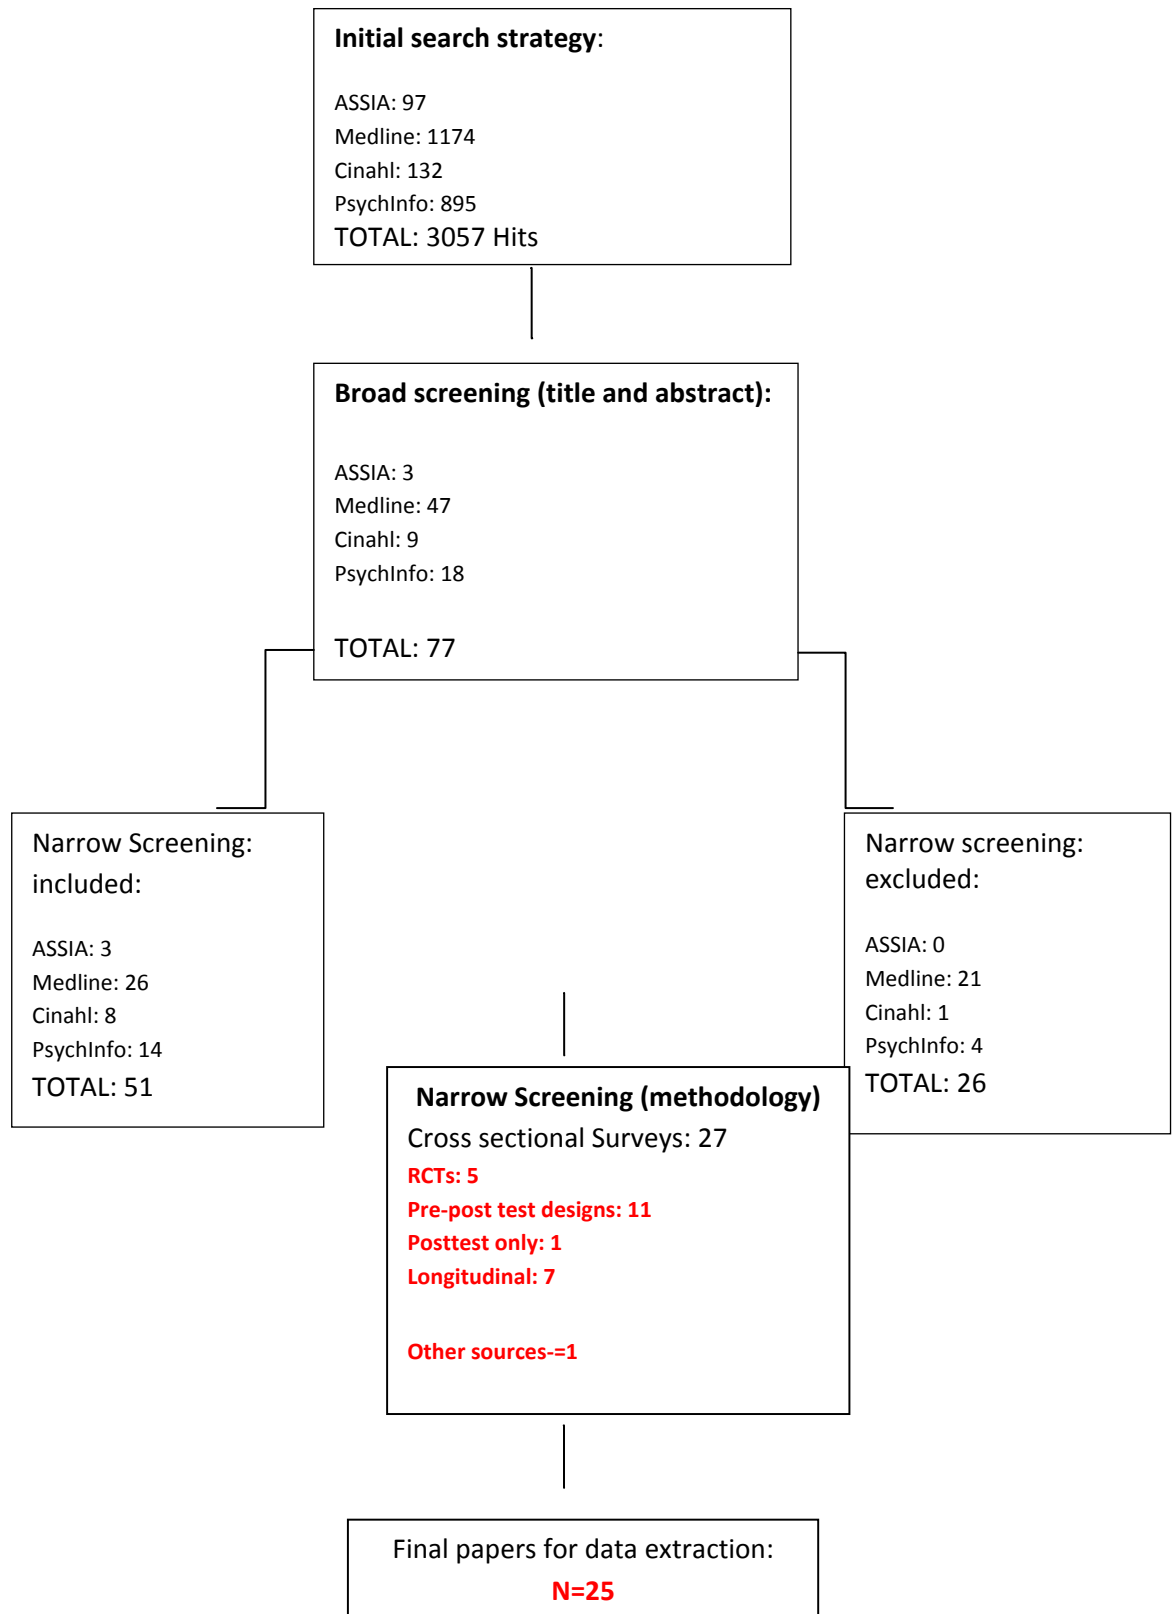 Initial search strategy:
ASSIA: 97
Medline: 1174
Cinahl: 132
PsychInfo: 895
TOTAL: 3057 Hits
Broad screening (title and abstract):
ASSIA: 3
Medline: 47
Cinahl: 9
PsychInfo: 18
TOTAL: 77
Narrow Screening:
included:
ASSIA: 3
Medline: 26
Cinahl: 8
PsychInfo: 14
TOTAL: 51
Narrow screening:
excluded:
ASSIA: 0
Medline: 21
Cinahl: 1
PsychInfo: 4
TOTAL: 26
Narrow Screening (methodology)
Cross sectional Surveys: 27
RCTs: 5
Pre-post test designs: 11
Posttest only: 1
Longitudinal: 7
Other sources-=1
Final papers for data extraction:
N=25